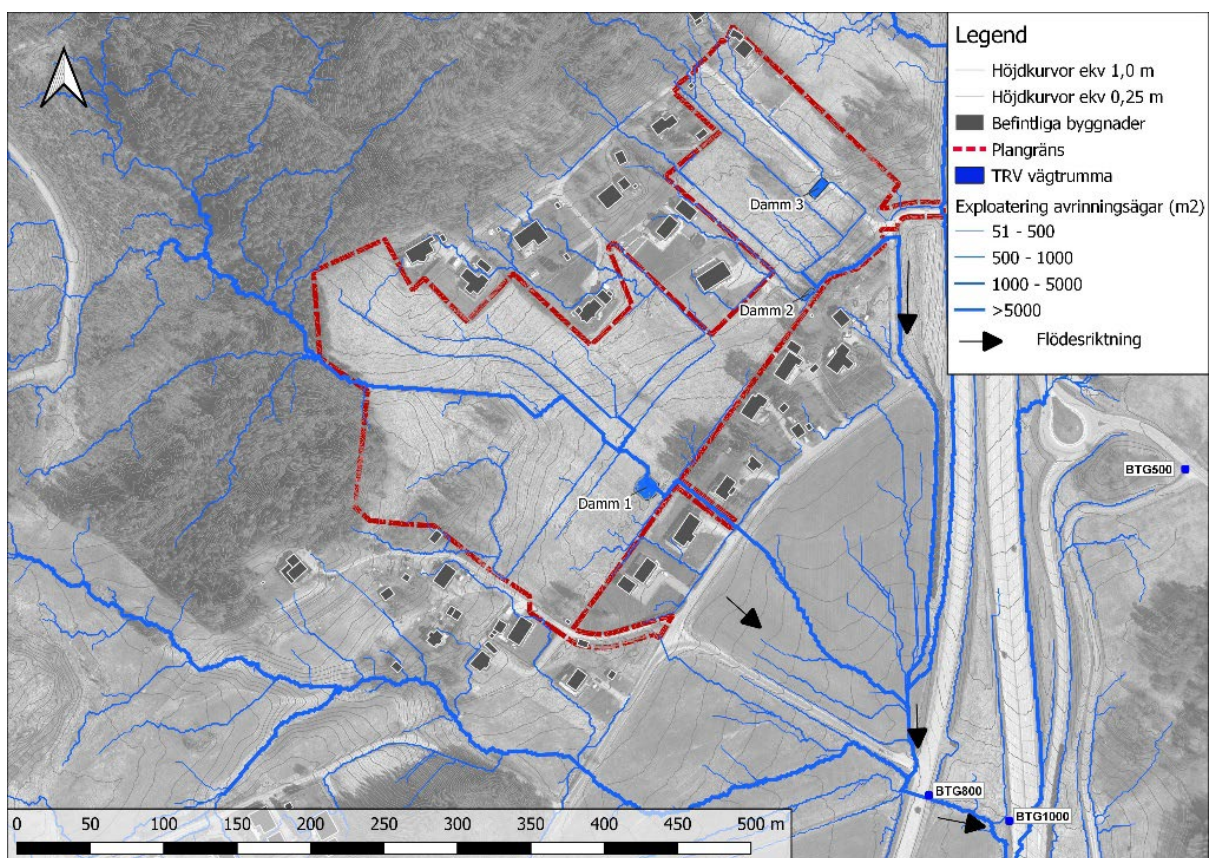 Legend
Höjdkurvor ekv 1,0 m
Höjdkurvor ekv 0,25 m
Befintliga byggnader
Plangräns
TRV vägtrumma
Exploatering avrinningsägar (m2)
51 - 500
500 - 1000
1000 - 5000
>5000
Flödesriktning
Damm 3
Damm 2
Damm 1
BTG500
BTG800
BTG1000
0 50 100 150 200 250 300 350 400 450 500 m